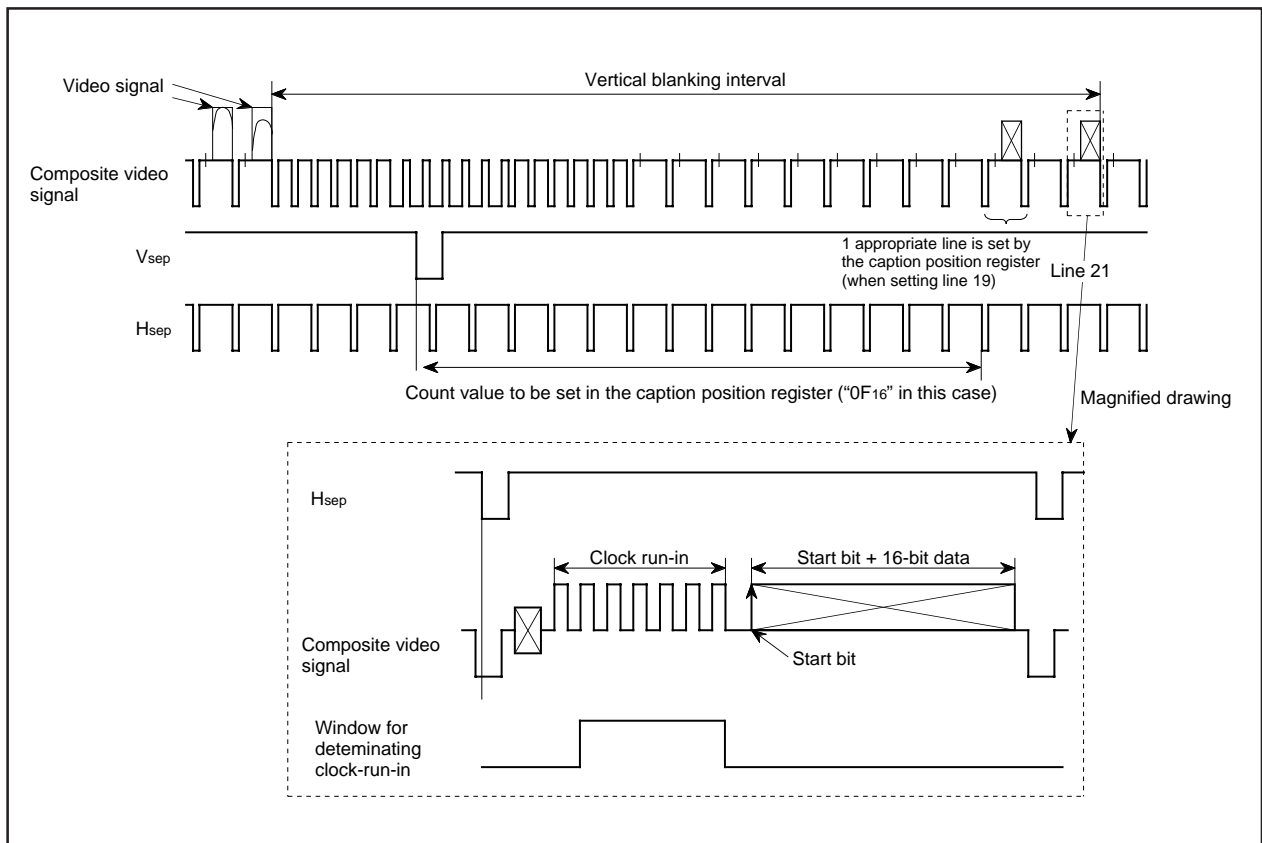 Vertical blanking interval
Video signal
Composite video
signal
Vsep
1 appropriate line is set by
the caption position register
(when setting line 19)
Line 21
Hsep
Count value to be set in the caption position register (“0F16” in this case)
Magnified drawing
Hsep
Clock run-in
Start bit + 16-bit data
Composite video
signal
Start bit
Window for
deteminating
clock-run-in